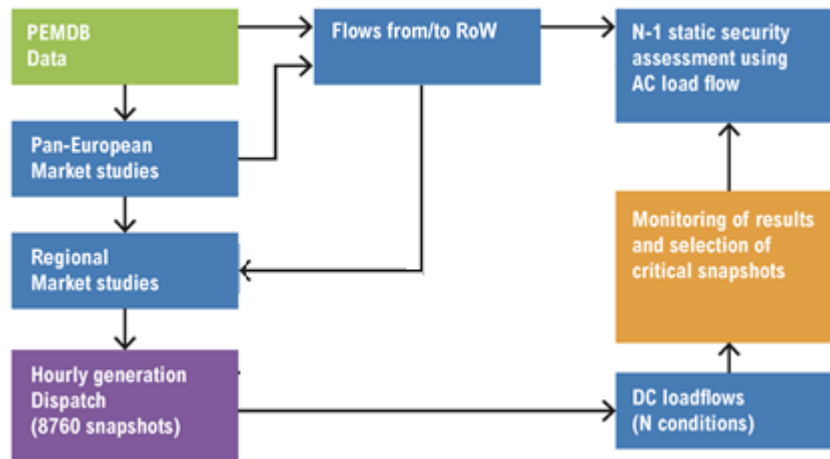 PEMDB
Data
Flows from/to RoW
N-1 static security
assessment using
AC load flow
Pan-European
Market studies
Regional
Market studies
Monitoring of results
and selection of
critical snapshots
Hourly generation
Dispatch
(8760 snapshots)
DC loadflows
(N conditions)